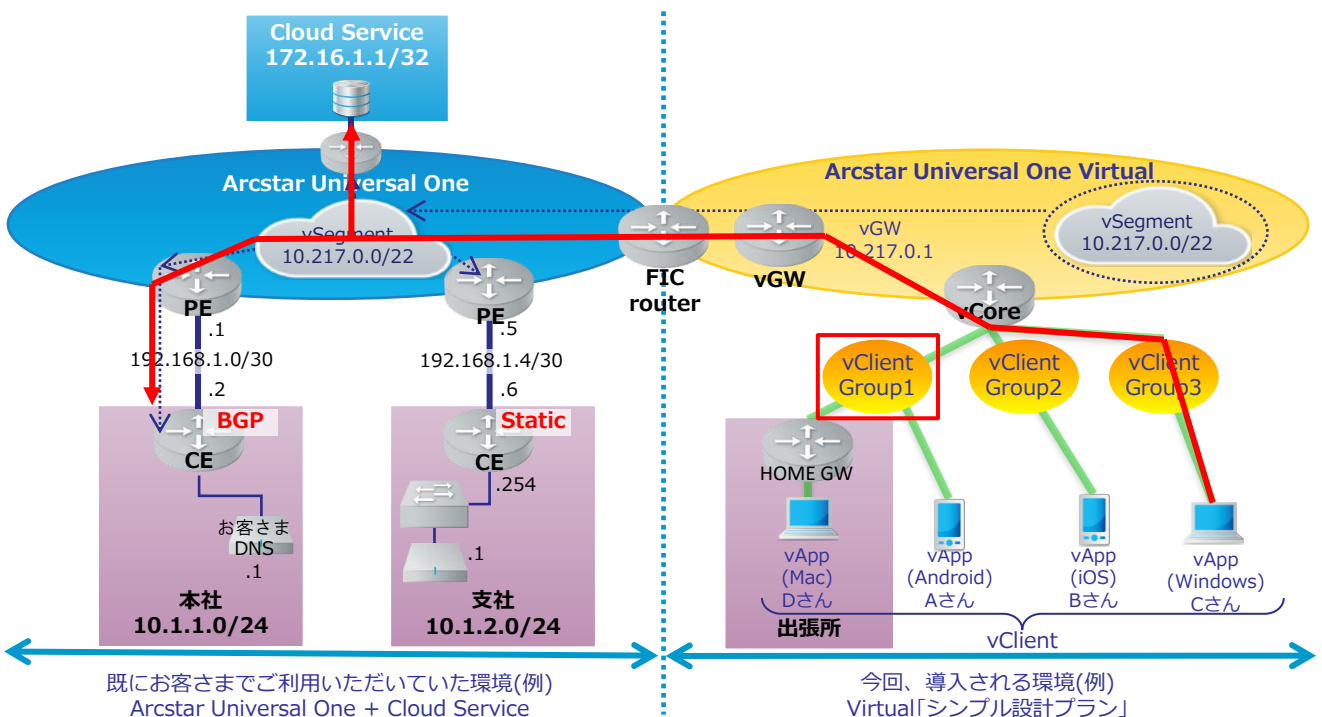 Cloud Service
172.16.1.1/32
Arcstar Universal One
vSegment
10.217.0.0/22
PE
.1
192.168.1.0/30
.2
BGP
CE
お客さま
DNS
.1
本社
10.1.1.0/24
PE
.5
192.168.1.4/30
.6
Static
CE
.254
.1
支社
10.1.2.0/24
FIC
router
Arcstar Universal One Virtual
vGW
vGW
10.217.0.1
vSegment
10.217.0.0/22
vCore
vClient
Group1
vClient
Group2
vClient
Group3
HOME GW
vApp
(Mac)
Dさん
vApp
(Android)
Aさん
vApp
(iOS)
Bさん
vApp
(Windows)
Cさん
出張所
vClient
既にお客さまでご利用いただいていた環境(例)
Arcstar Universal One + Cloud Service
今回、導入される環境(例)
Virtual「シンプル設計プラン」